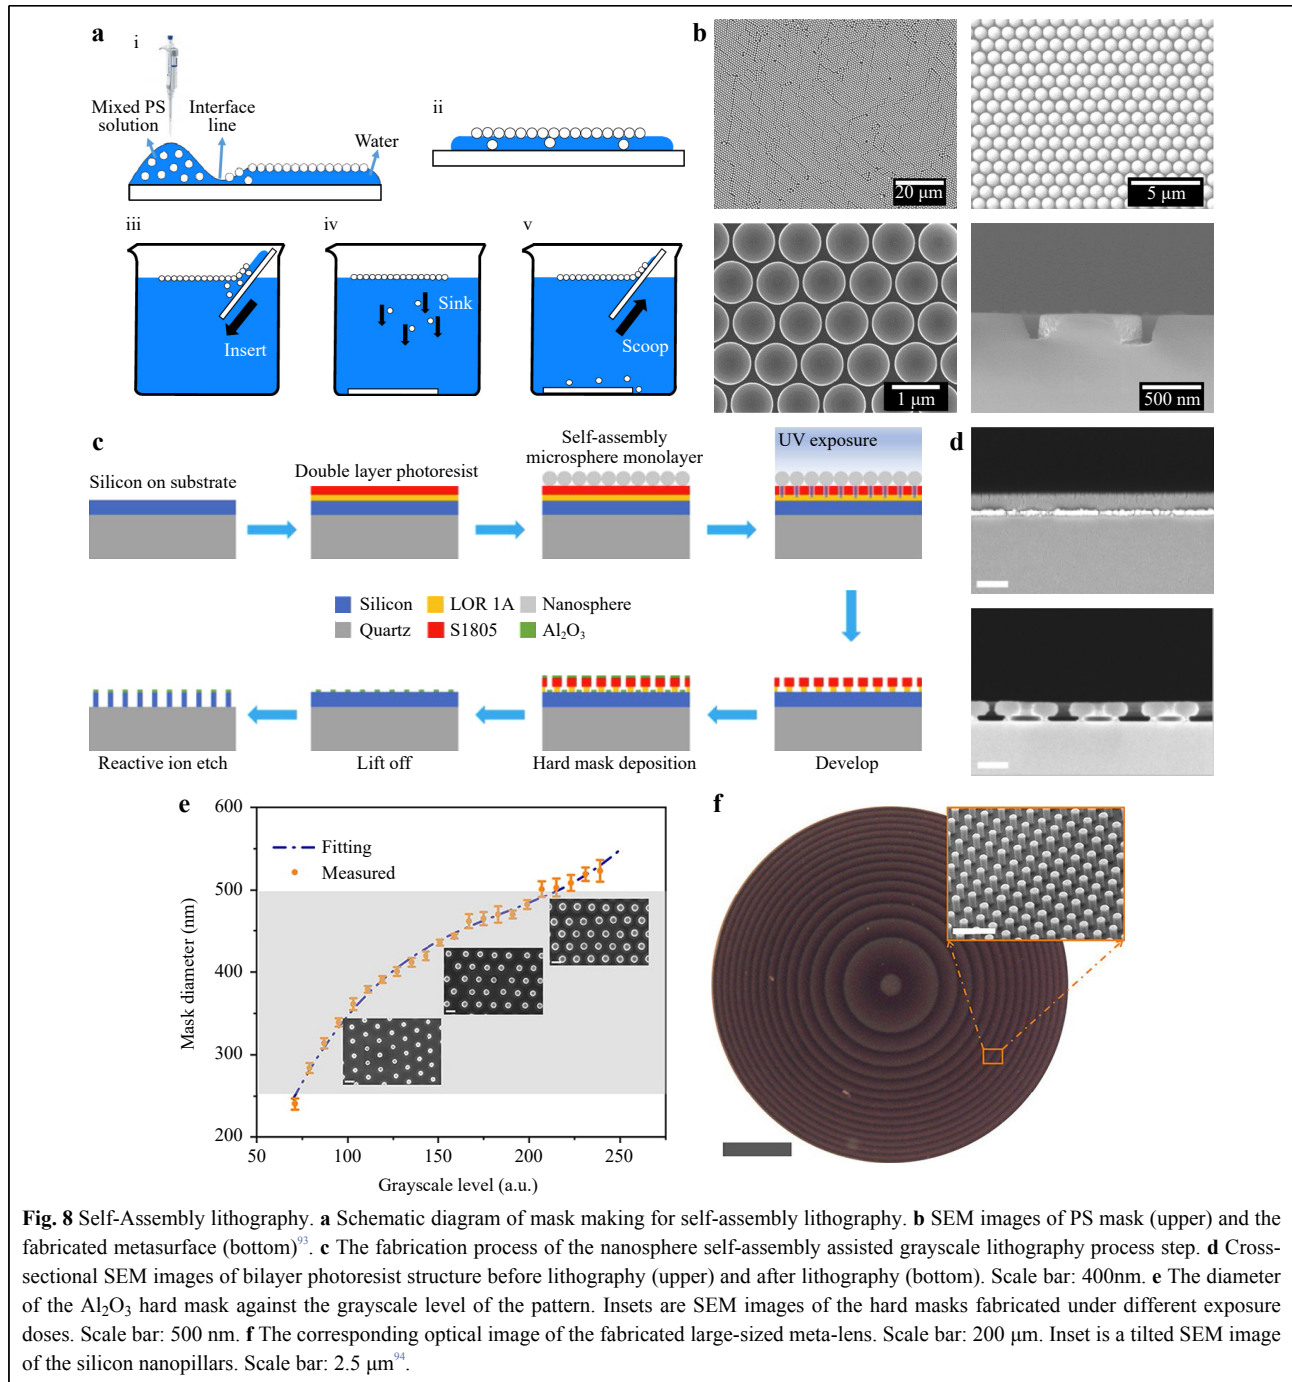 a
i
Mixed PS
solution
Interface
line
Water
ii
iii
Insert
iv
Sink
v
Scoop
b
20 μm
5 μm
1 μm
500 nm
c
Silicon on substrate
Double layer photoresist
Self-assembly
microsphere monolayer
UV exposure
Silicon
LOR 1A
Nanosphere
Quartz
S1805
Al₂O₃
Reactive ion etch
Lift off
Hard mask deposition
Develop
d
e
600
500
400
300
200
Mask diameter (nm)
Fitting
Measured
50
100
150
200
250
Grayscale level (a.u.)
f
Fig. 8 Self-Assembly lithography. a Schematic diagram of mask making for self-assembly lithography. b SEM images of PS mask (upper) and the
fabricated metasurface (bottom)⁹³. c The fabrication process of the nanosphere self-assembly assisted grayscale lithography process step. d Cross-
sectional SEM images of bilayer photoresist structure before lithography (upper) and after lithography (bottom). Scale bar: 400nm. e The diameter
of the Al₂O₃ hard mask against the grayscale level of the pattern. Insets are SEM images of the hard masks fabricated under different exposure
doses. Scale bar: 500 nm. f The corresponding optical image of the fabricated large-sized meta-lens. Scale bar: 200 μm. Inset is a tilted SEM image
of the silicon nanopillars. Scale bar: 2.5 μm⁹⁴.